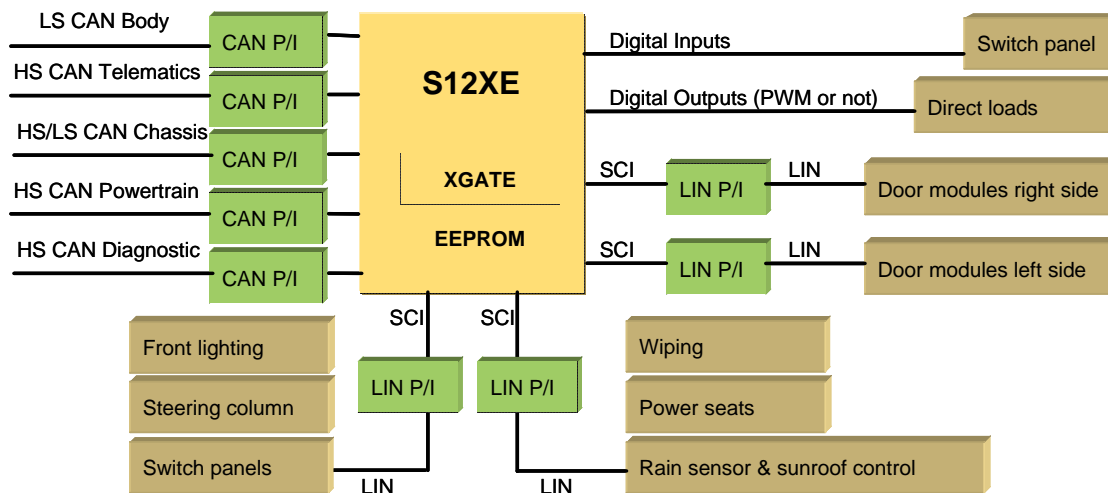 LS CAN Body
CAN P/I
HS CAN Telematics
CAN P/I
HS/LS CAN Chassis
CAN P/I
HS CAN Powertrain
CAN P/I
HS CAN Diagnostic
CAN P/I
S12XE
XGATE
EEPROM
Digital Inputs
Switch panel
Digital Outputs (PWM or not)
Direct loads
SCI
LIN P/I
LIN
Door modules right side
SCI
LIN P/I
LIN
Door modules left side
SCI
SCI
Front lighting
Steering column
Switch panels
LIN P/I
LIN
LIN P/I
LIN
Wiping
Power seats
Rain sensor & sunroof control